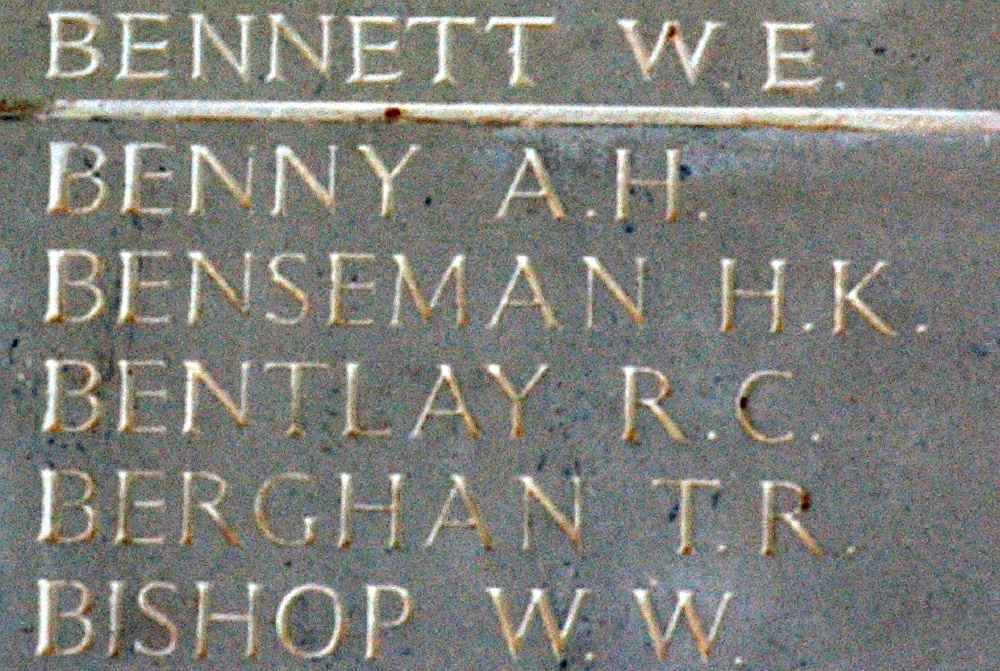 BENNETT W.E.
BENNY A.H.
BENSEMAN H.K.
BENTLAY R.C.
BERGHAN T.R.
BISHOP W.W.